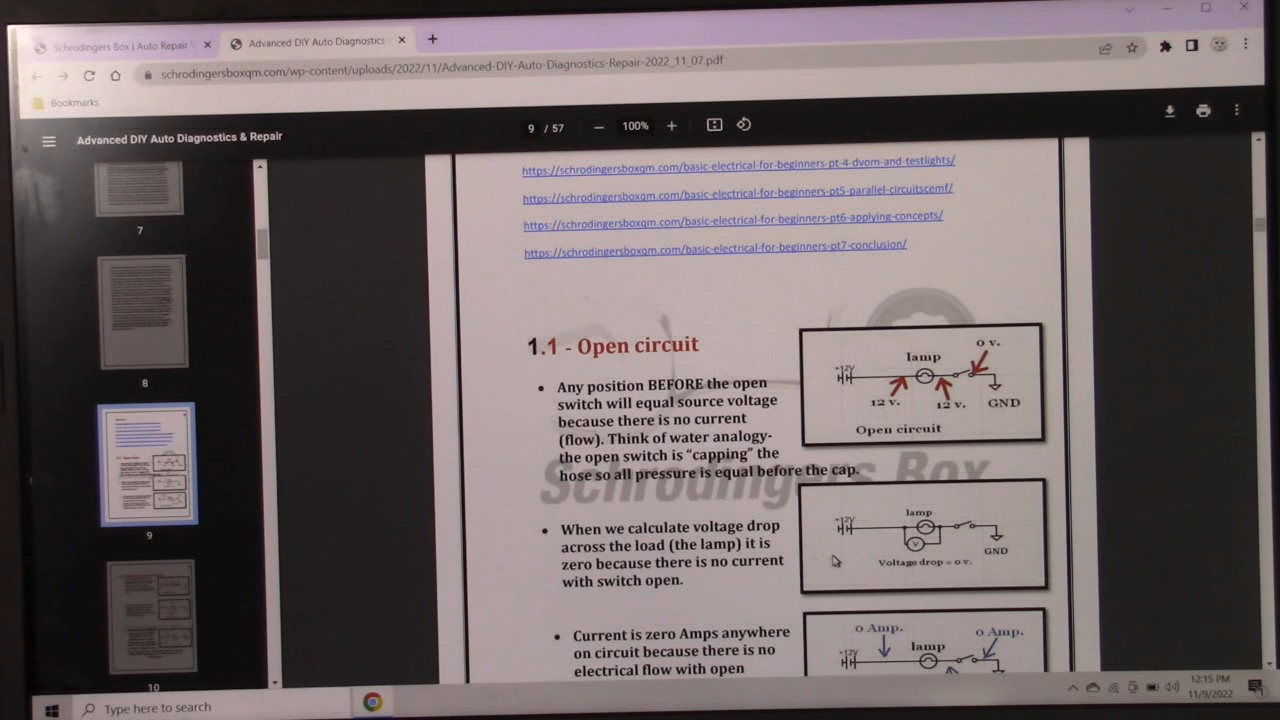 Schrodingers Box | Auto Repair
Advanced DIY Auto Diagnostics
schrodingersboxqm.com/wp-content/uploads/2022/11/Advanced-DIY-Auto-Diagnostics-Repair-2022_11_07.pdf
Bookmarks
Advanced DIY Auto Diagnostics & Repair
9 / 57
100%
7
8
9
10
https://schrodingersboxqm.com/basic-electrical-for-beginners-pt-4-dvom-and-testlights/
https://schrodingersboxqm.com/basic-electrical-for-beginners-pt5-parallel-circuitscemf/
https://schrodingersboxqm.com/basic-electrical-for-beginners-pt6-applying-concepts/
https://schrodingersboxqm.com/basic-electrical-for-beginners-pt7-conclusion/
1.1 - Open circuit
• Any position BEFORE the open
switch will equal source voltage
because there is no current
(flow). Think of water analogy-
the open switch is “capping” the
hose so all pressure is equal before the cap.
Schrodingers Box
0 v.
lamp
+12V
12 v.
12 v.
GND
Open circuit
• When we calculate voltage drop
across the load (the lamp) it is
zero because there is no current
with switch open.
lamp
+12V
V
GND
Voltage drop = 0 v.
• Current is zero Amps anywhere
on circuit because there is no
electrical flow with open
0 Amp.
0 Amp.
lamp
+12V
Type here to search
12:15 PM
11/9/2022